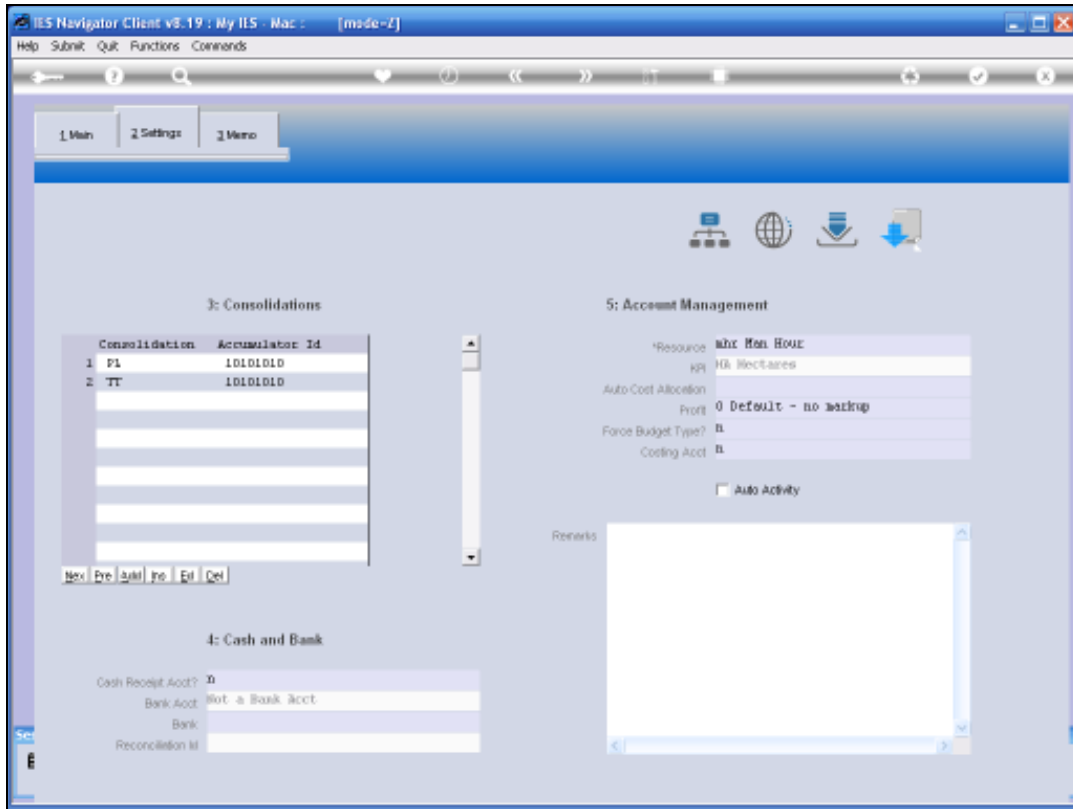 IES Navigator Client v8.19 : My IES - Mac : [mode=Z]
Help Submit Quit Functions Commands
1 Main 2 Settings 3 Memo
3: Consolidations
Consolidation Accumulator Id
1 PL 10101010
2 TT 10101010
Nex Pre Add Ins Ed Del
4: Cash and Bank
Cash Receipt Acct? n
Bank Acct Not a Bank Acct
Bank
Reconciliation Id
5: Account Management
*Resource mhr Man Hour
KPI HA Hectares
Auto Cost Allocation
Profit 0 Default - no markup
Force Budget Type? n
Costing Acct n
Auto Activity
Remarks